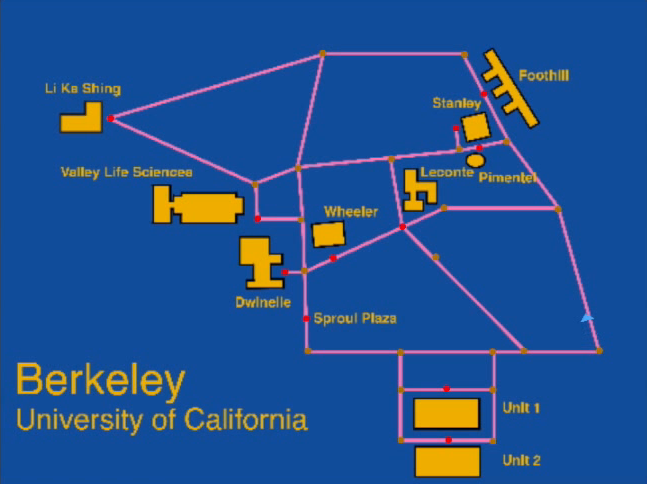 Foothill
Li Ka Shing
Stanley
Valley Life Sciences
Leconte
Pimentel
Wheeler
Dwinelle
Sproul Plaza
Berkeley
University of California
Unit 1
Unit 2